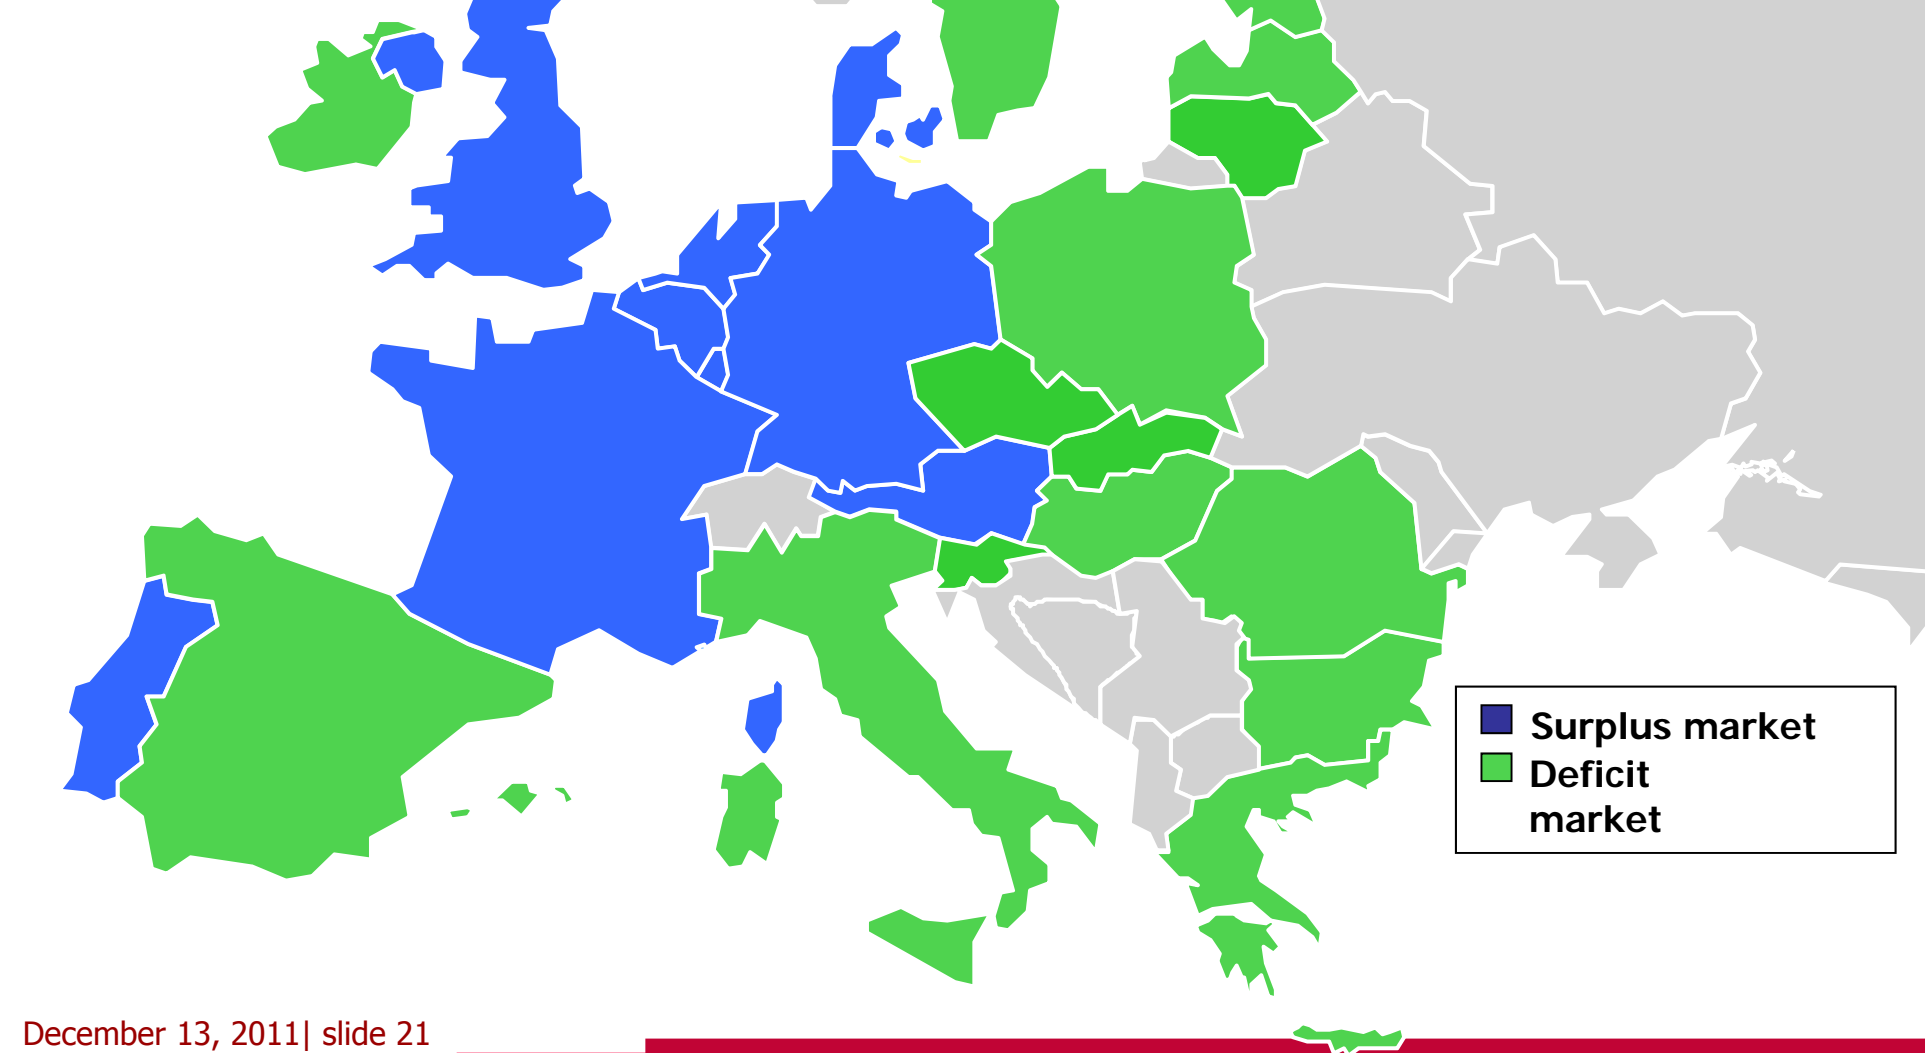 Surplus market
Deficit
market
December 13, 2011| slide 21